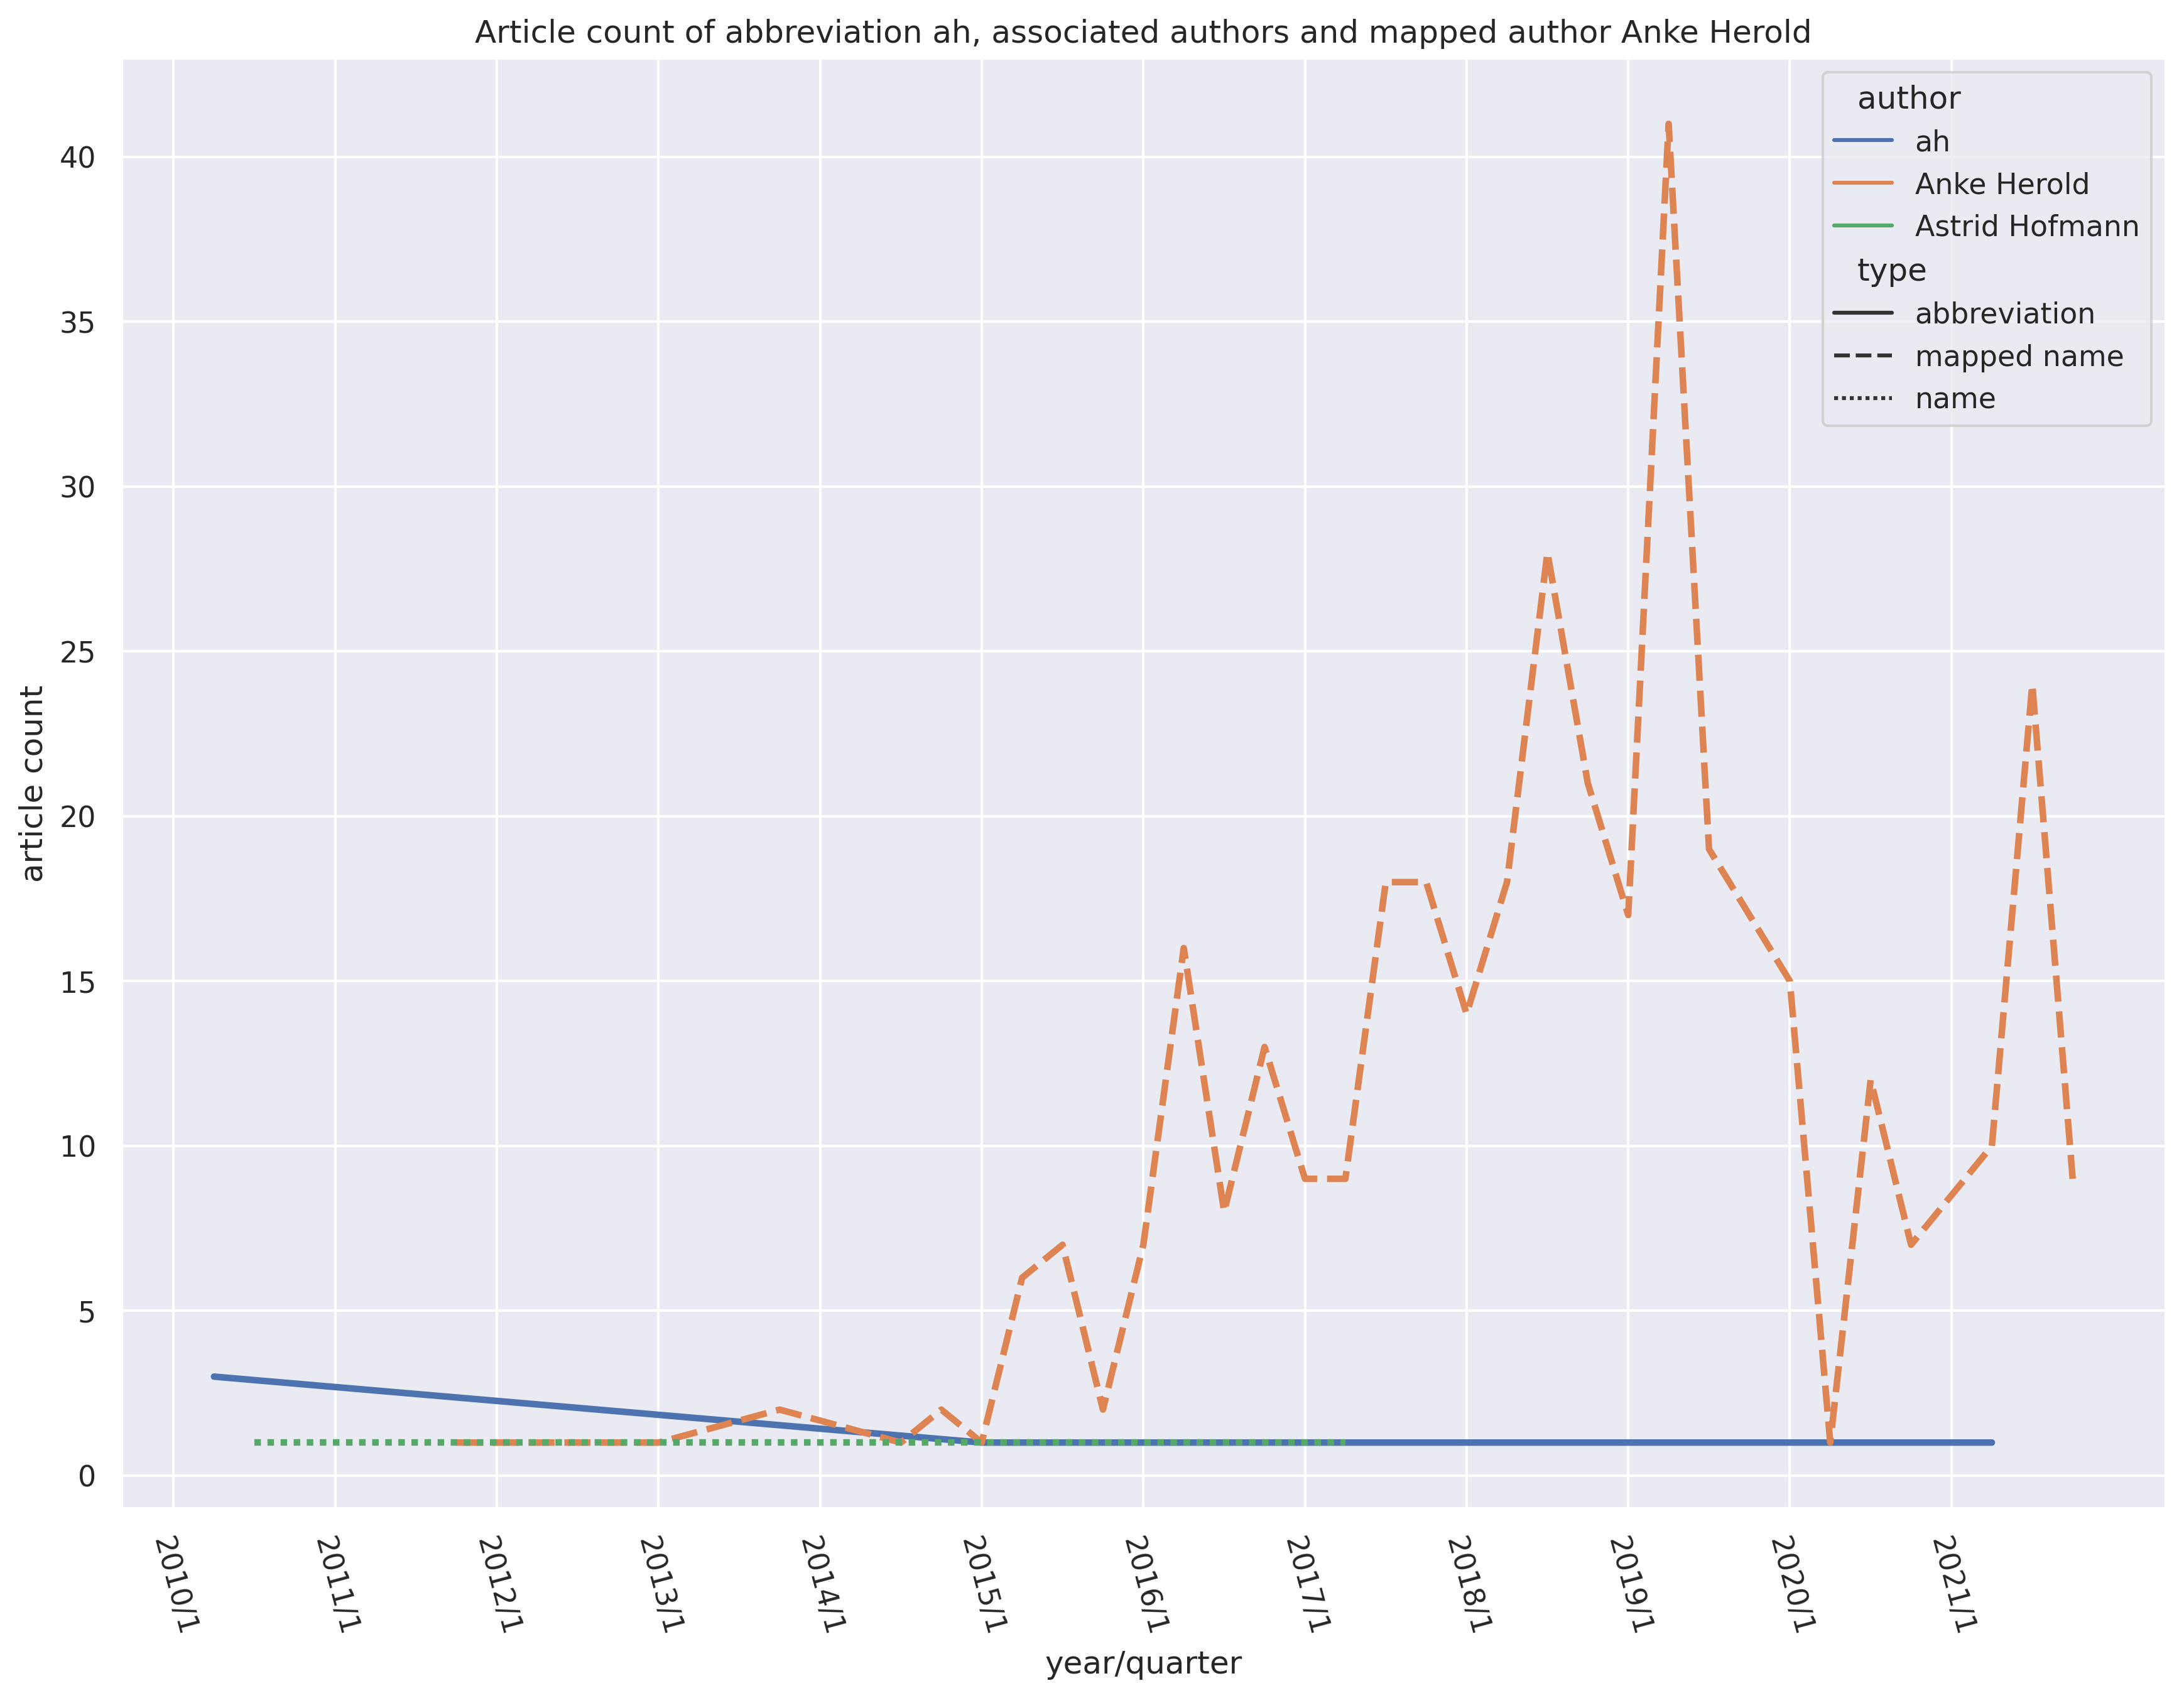 Article count of abbreviation ah, associated authors and mapped author Anke Herold
author
ah
Anke Herold
Astrid Hofmann
type
abbreviation
mapped name
name
article count
40
35
30
25
20
15
10
5
0
2010/1
2011/1
2012/1
2013/1
2014/1
2015/1
2016/1
2017/1
2018/1
2019/1
2020/1
2021/1
year/quarter